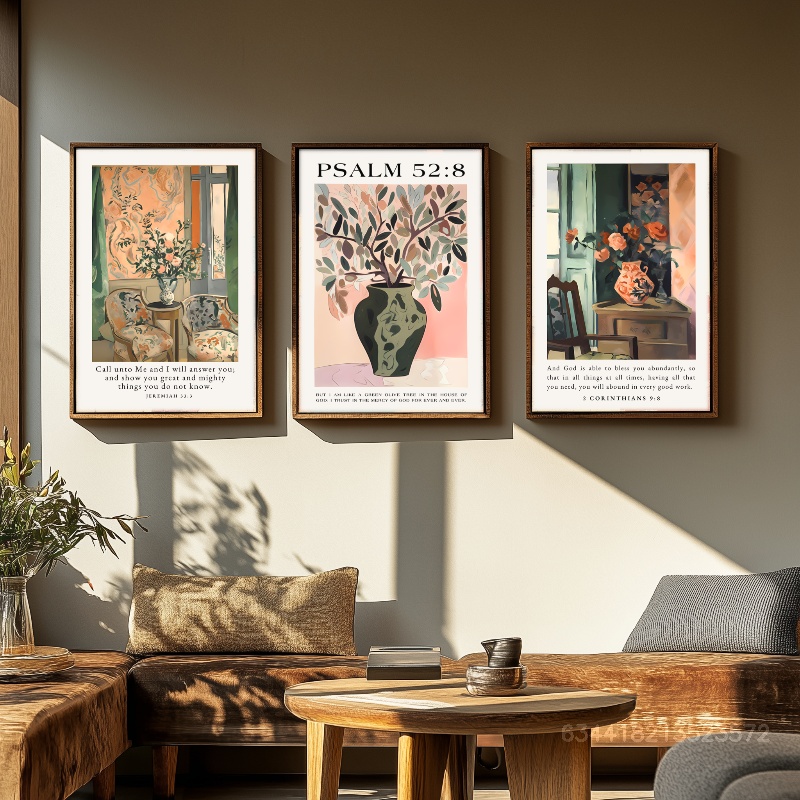 Call unto Me and I will answer you;
and show you great and mighty
things you do not know.
JEREMIAH 33:3
PSALM 52:8
BUT I AM LIKE A GREEN OLIVE TREE IN THE HOUSE OF
GOD. I TRUST IN THE MERCY OF GOD FOR EVER AND EVER.
And God is able to bless you abundantly, so
that in all things at all times, having all that
you need, you will abound in every good work.
2 CORINTHIANS 9:8